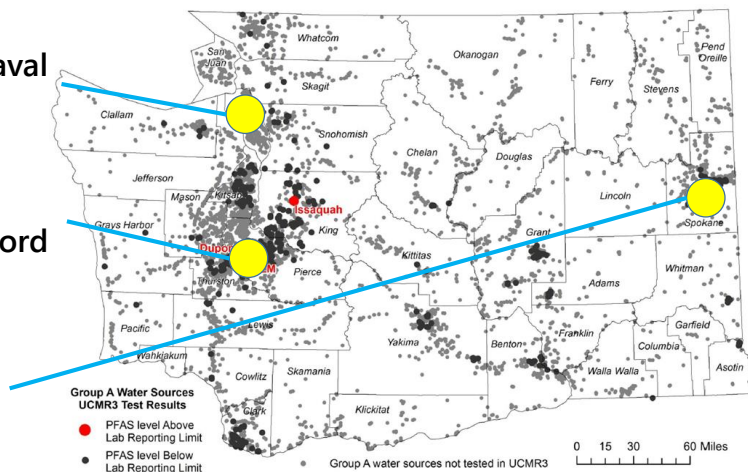 aval
ord
Whatcom
San
Juan
Skagit
Okanogan
Ferry
Stevens
Pend
Oreille
Clallam
Snohomish
Chelan
Douglas
Jefferson
Mason
Kitsap
Issaquah
King
Lincoln
Spokane
Grays Harbor
Grant
Kittitas
Dupo
M
Pierce
Thurston
Adams
Whitman
Pacific
Lewis
Yakima
Benton
Franklin
Garfield
Columbia
Walla Walla
Asotin
Wahkiakum
Cowlitz
Skamania
Klickitat
Clark
Group A Water Sources
UCMR3 Test Results
PFAS level Above
Lab Reporting Limit
PFAS level Below
Lab Reporting Limit
Group A water sources not tested in UCMR3
0 15 30 60 Miles